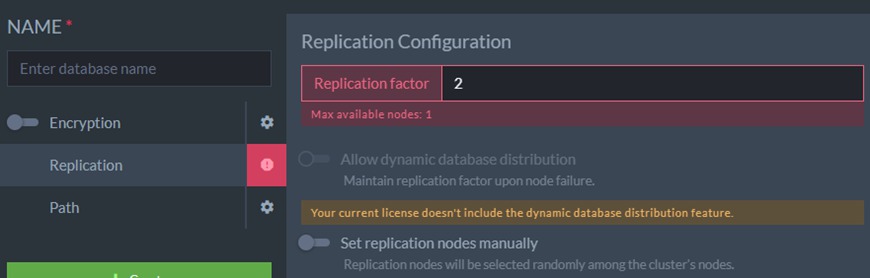 NAME *
Enter database name
Encryption
Replication
Path
Replication Configuration
Replication factor 2
Max available nodes: 1
Allow dynamic database distribution
Maintain replication factor upon node failure.
Your current license doesn't include the dynamic database distribution feature.
Set replication nodes manually
Replication nodes will be selected randomly among the cluster's nodes.